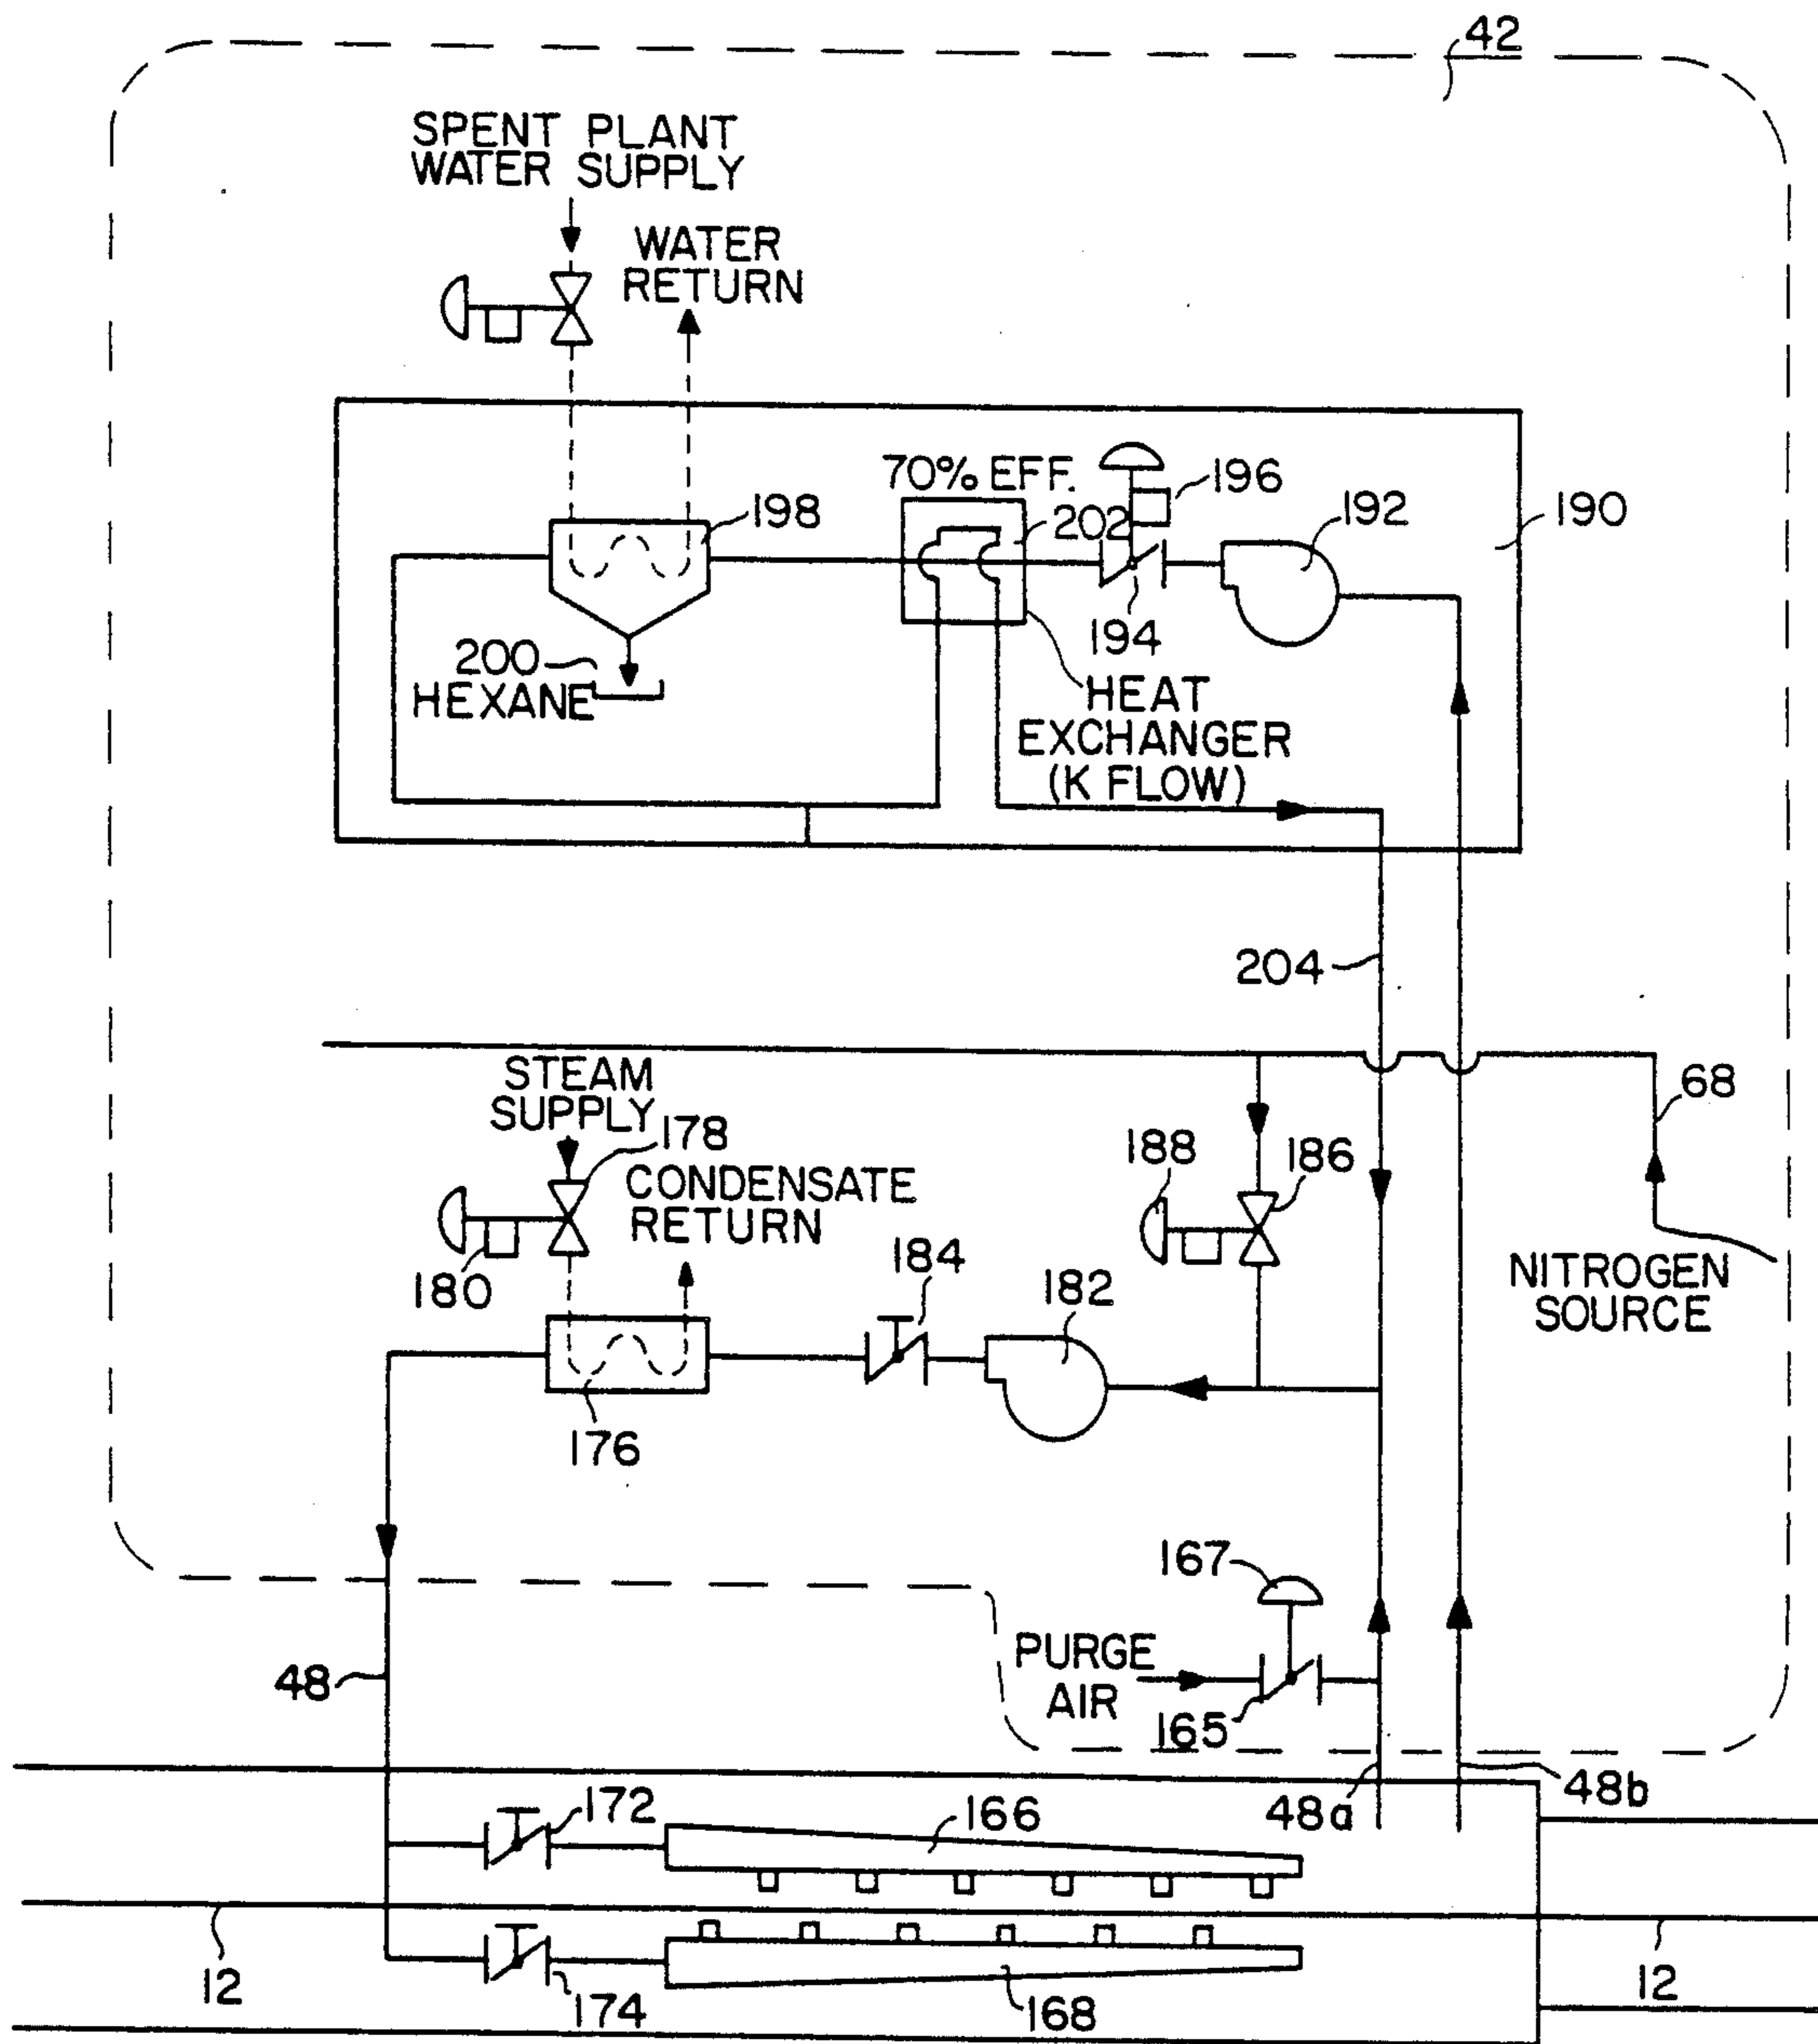 42
SPENT PLANT
WATER SUPPLY
WATER
RETURN
70% EFF.
196
198
202
192
190
194
200
HEXANE
HEAT
EXCHANGER
(K FLOW)
204
STEAM
SUPPLY
178
68
188
186
CONDENSATE
RETURN
184
182
180
NITROGEN
SOURCE
176
167
48
PURGE
AIR
165
172
166
48a
48b
12
174
168
12